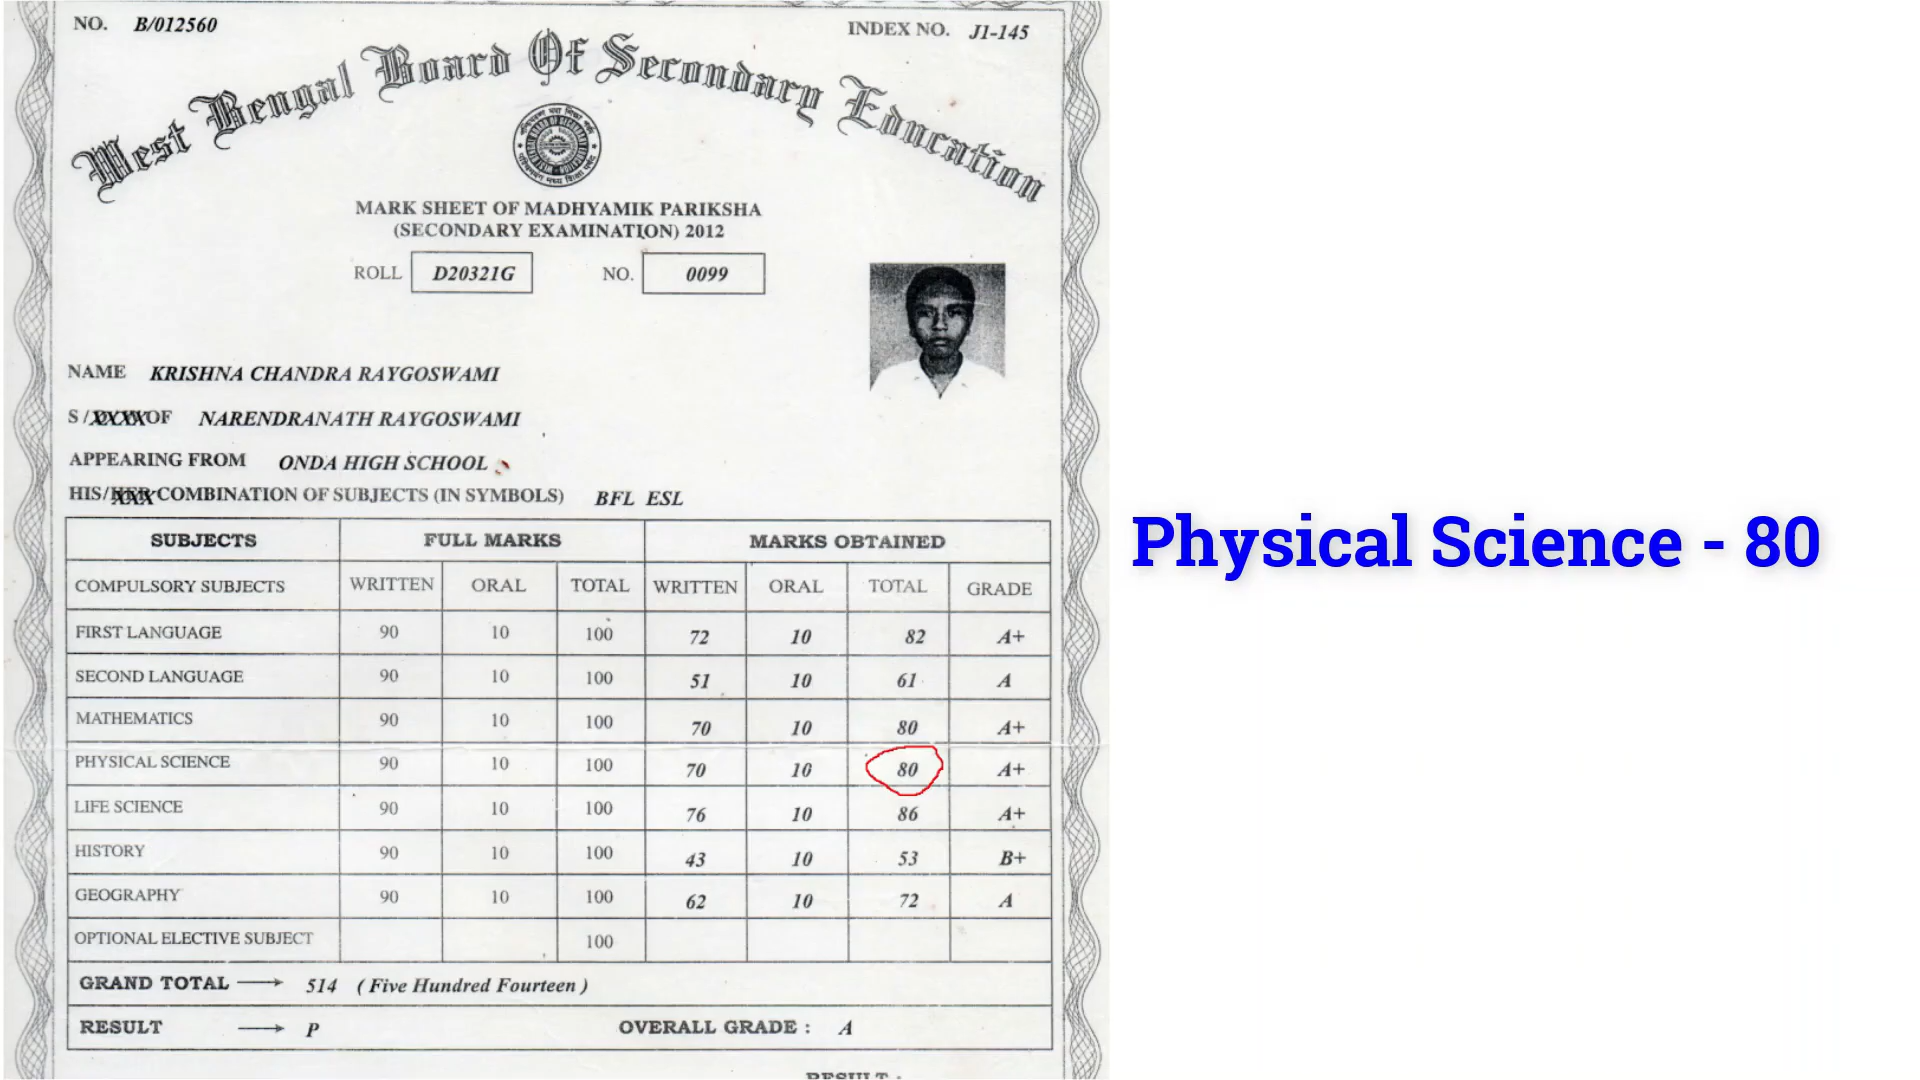 NO. B/012560 INDEX NO. J1-145
West Bengal Board Of Secondary Education
MARK SHEET OF MADHYAMIK PARIKSHA
(SECONDARY EXAMINATION) 2012
ROLL D20321G NO. 0099
NAME KRISHNA CHANDRA RAYGOSWAMI
S / XXXX OF NARENDRANATH RAYGOSWAMI
APPEARING FROM ONDA HIGH SCHOOL
HIS/HER COMBINATION OF SUBJECTS (IN SYMBOLS) BFL ESL
SUBJECTS FULL MARKS MARKS OBTAINED
COMPULSORY SUBJECTS WRITTEN ORAL TOTAL WRITTEN ORAL TOTAL GRADE
FIRST LANGUAGE 90 10 100 72 10 82 A+
SECOND LANGUAGE 90 10 100 51 10 61 A
MATHEMATICS 90 10 100 70 10 80 A+
PHYSICAL SCIENCE 90 10 100 70 10 80 A+
LIFE SCIENCE 90 10 100 76 10 86 A+
HISTORY 90 10 100 43 10 53 B+
GEOGRAPHY 90 10 100 62 10 72 A
OPTIONAL ELECTIVE SUBJECT 100
GRAND TOTAL → 514 ( Five Hundred Fourteen )
RESULT → P OVERALL GRADE : A
RESULT :
Physical Science - 80